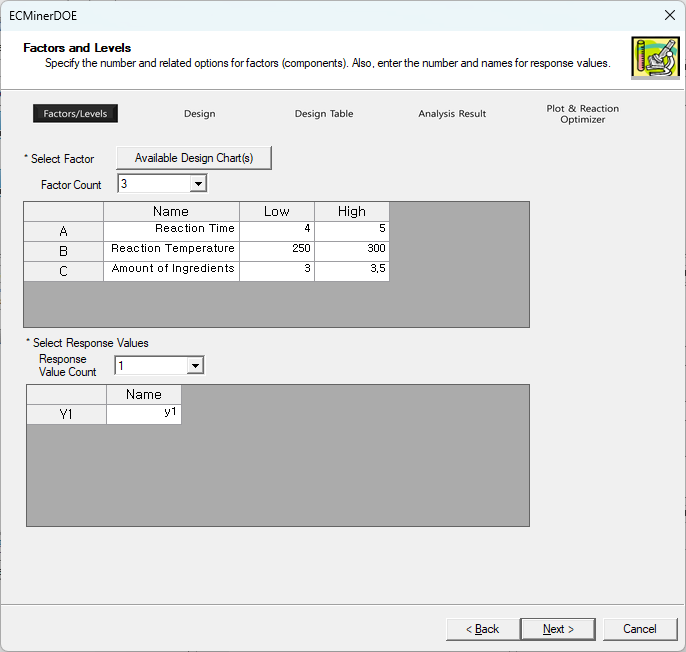 ECMinerDOE
Factors and Levels
Specify the number and related options for factors (components). Also, enter the number and names for response values.
Factors/Levels Design Design Table Analysis Result Plot & Reaction Optimizer
* Select Factor Available Design Chart(s)
Factor Count 3
Name Low High
A Reaction Time 4 5
B Reaction Temperature 250 300
C Amount of Ingredients 3 3,5
* Select Response Values
Response Value Count 1
Name
Y1 y1
< Back Next > Cancel